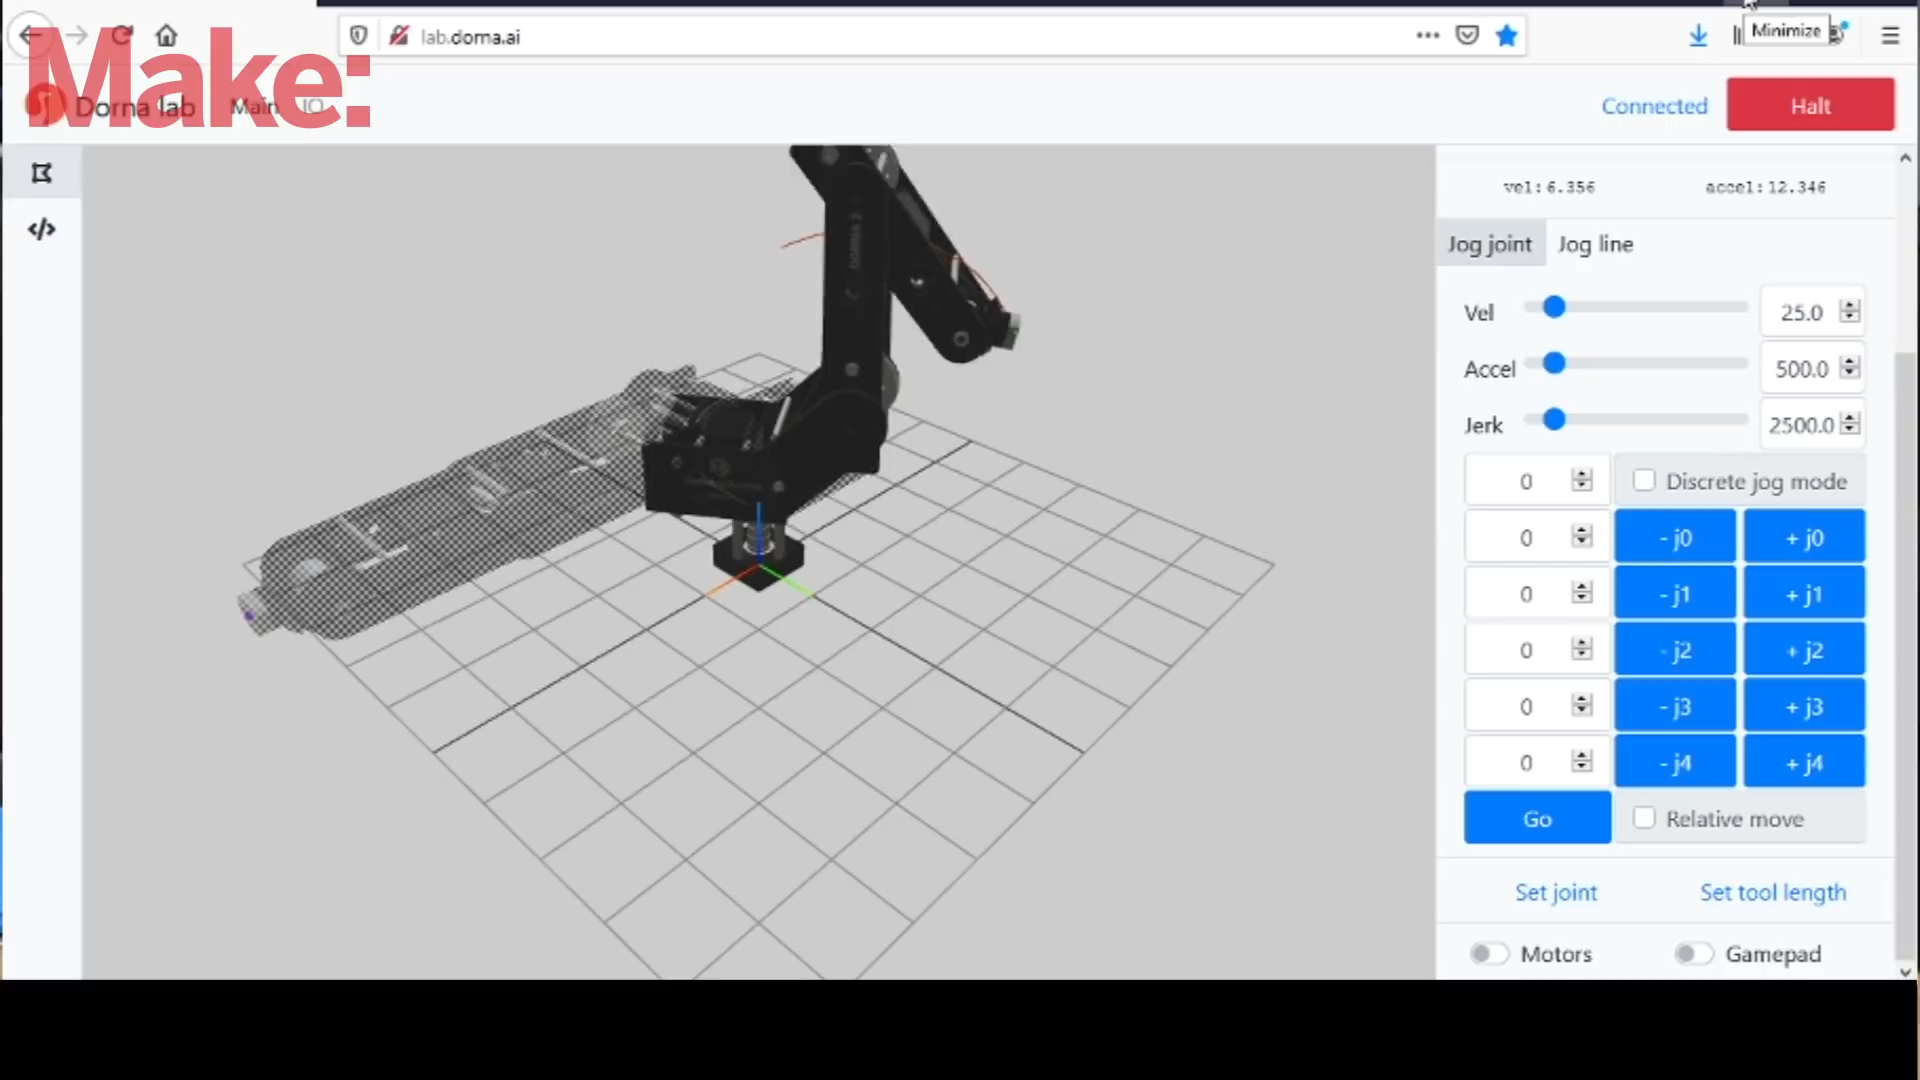 lab.dorna.ai
Minimize
Make:
Dorna lab Main IO
Connected Halt
vel:6.356 accel:12.346
Jog joint Jog line
Vel 25.0
Accel 500.0
Jerk 2500.0
0 Discrete jog mode
0 - j0 + j0
0 - j1 + j1
0 - j2 + j2
0 - j3 + j3
0 - j4 + j4
Go Relative move
Set joint Set tool length
Motors Gamepad